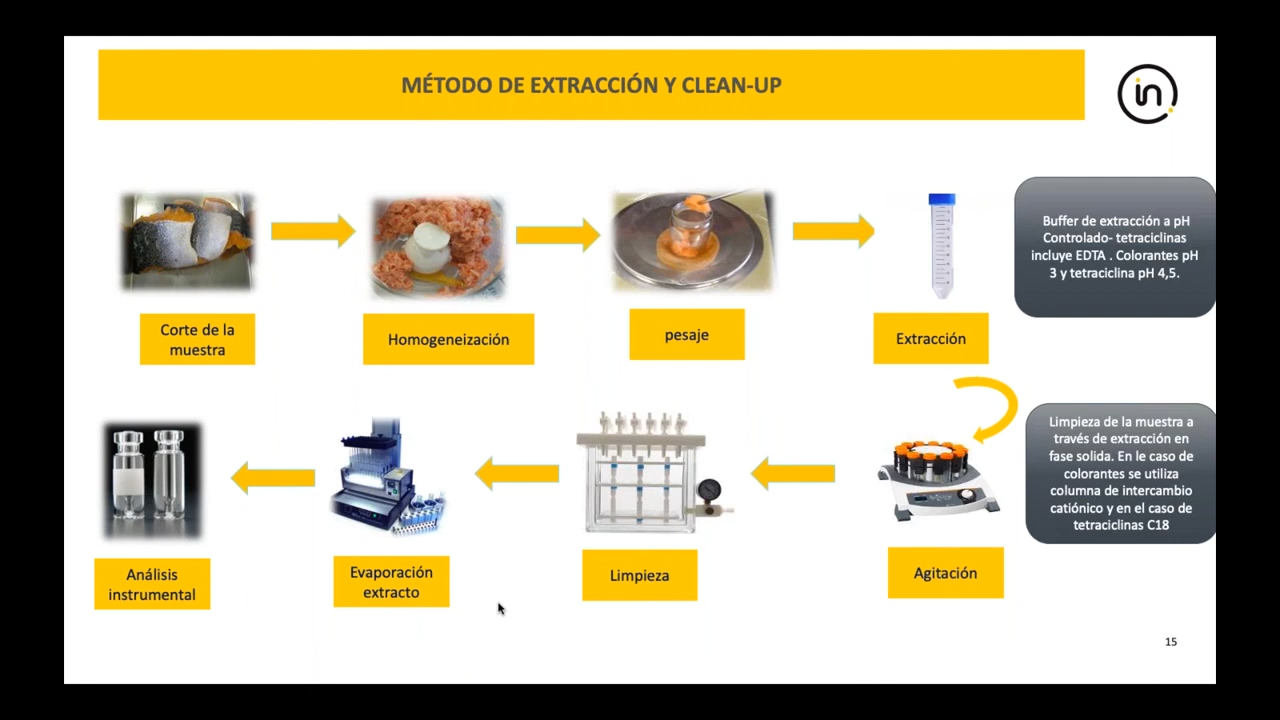 MÉTODO DE EXTRACCIÓN Y CLEAN-UP
in
Buffer de extracción a pH
Controlado- tetraciclinas
incluye EDTA . Colorantes pH
3 y tetraciclina pH 4,5.
Corte de la
muestra
Homogeneización
pesaje
Extracción
Limpieza de la muestra a
través de extracción en
fase solida. En le caso de
colorantes se utiliza
columna de intercambio
catiónico y en el caso de
tetraciclinas C18
Análisis
instrumental
Evaporación
extracto
Limpieza
Agitación
15